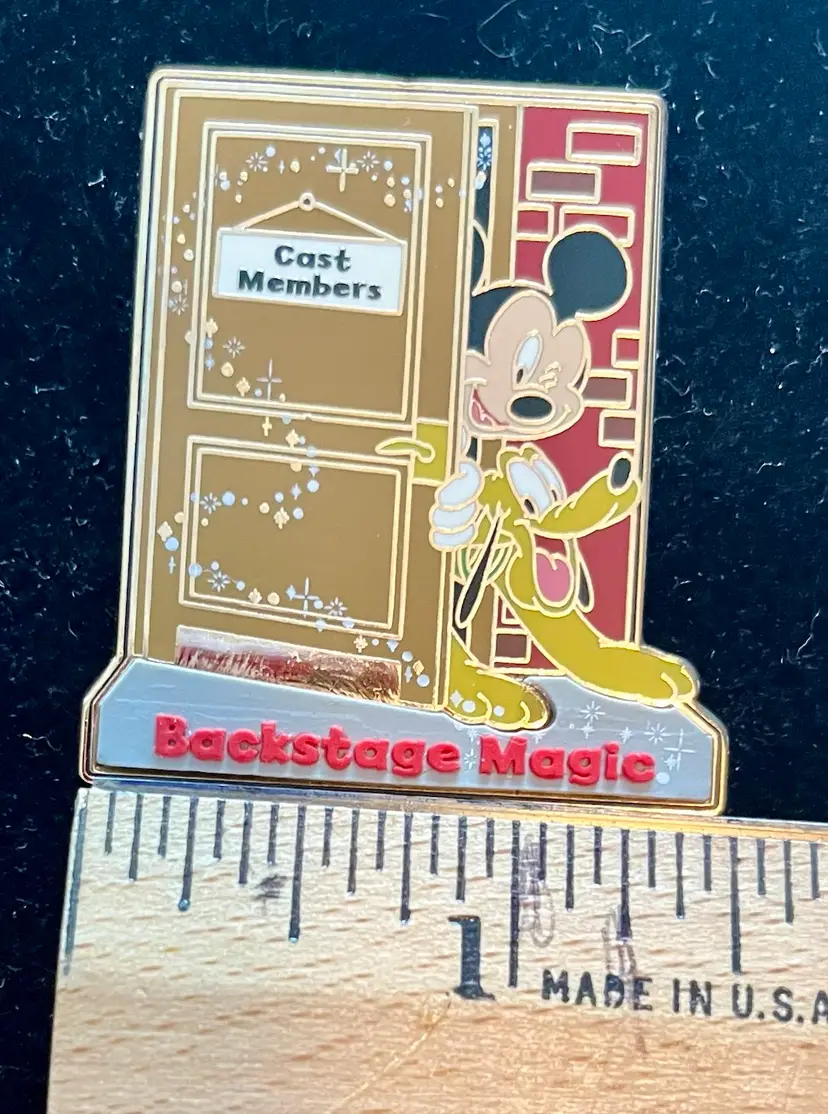 Cast
Members
Backstage Magic
1
MADE IN U.S.A